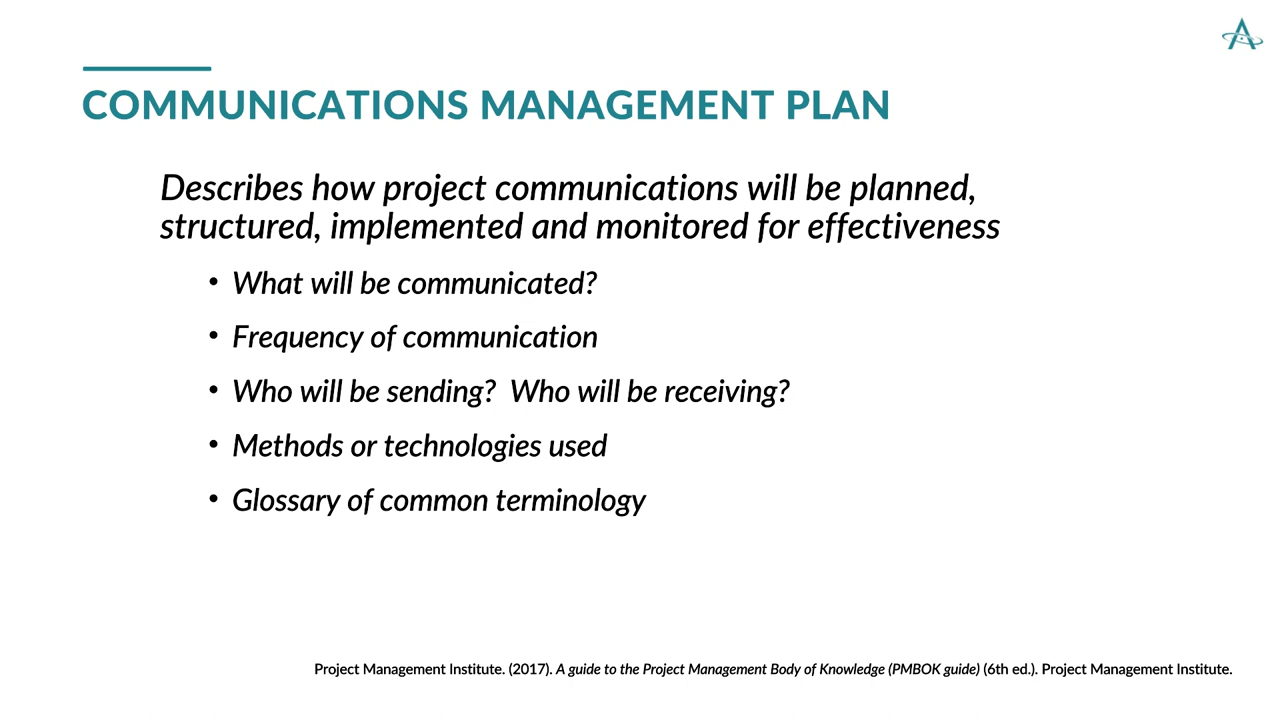 COMMUNICATIONS MANAGEMENT PLAN
Describes how project communications will be planned,
structured, implemented and monitored for effectiveness
• What will be communicated?
• Frequency of communication
• Who will be sending?  Who will be receiving?
• Methods or technologies used
• Glossary of common terminology
Project Management Institute. (2017). A guide to the Project Management Body of Knowledge (PMBOK guide) (6th ed.). Project Management Institute.